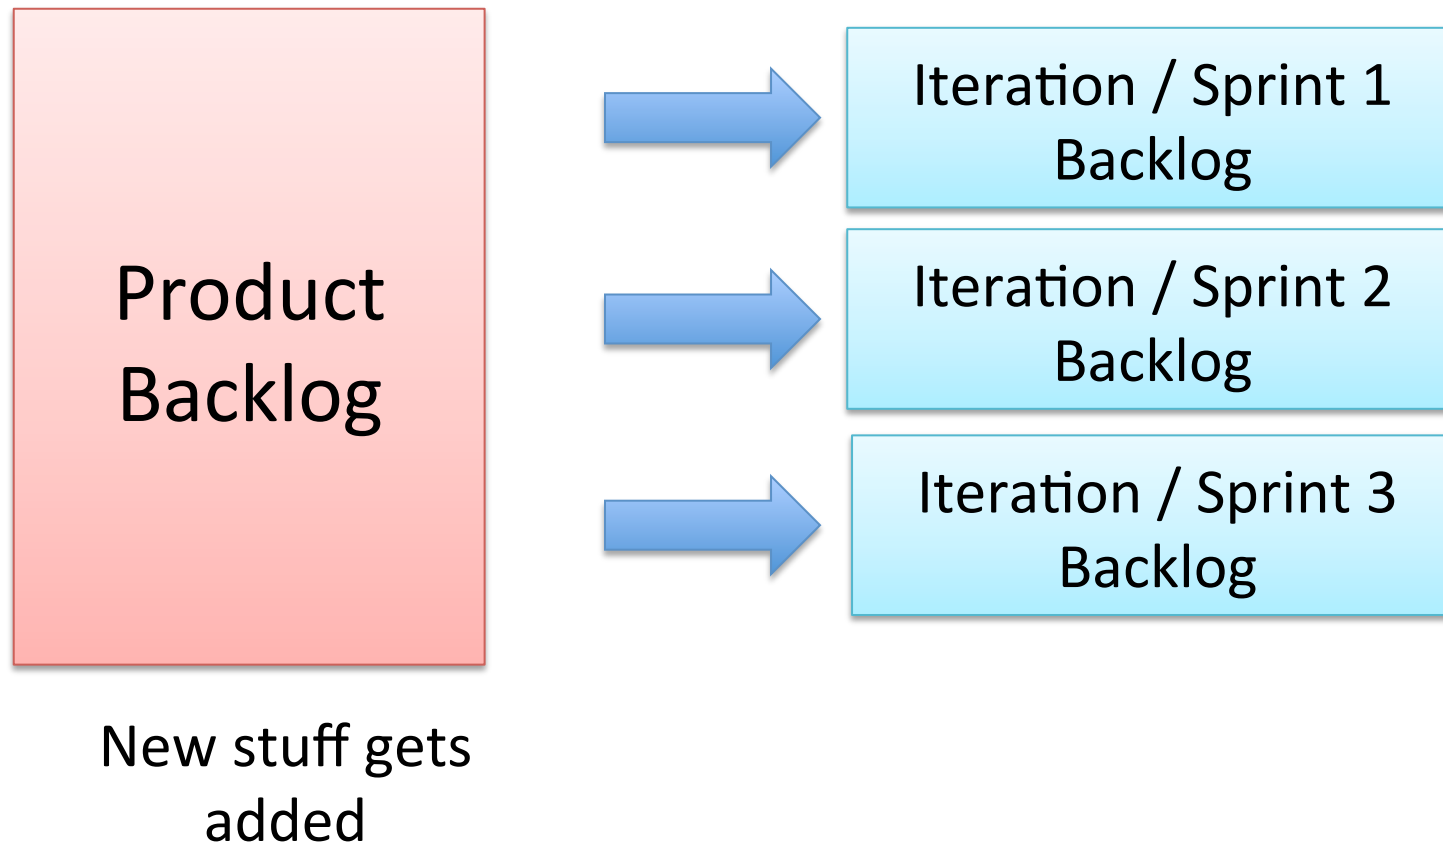 Product
Backlog
Iteration / Sprint 1
Backlog
Iteration / Sprint 2
Backlog
Iteration / Sprint 3
Backlog
New stuff gets
added